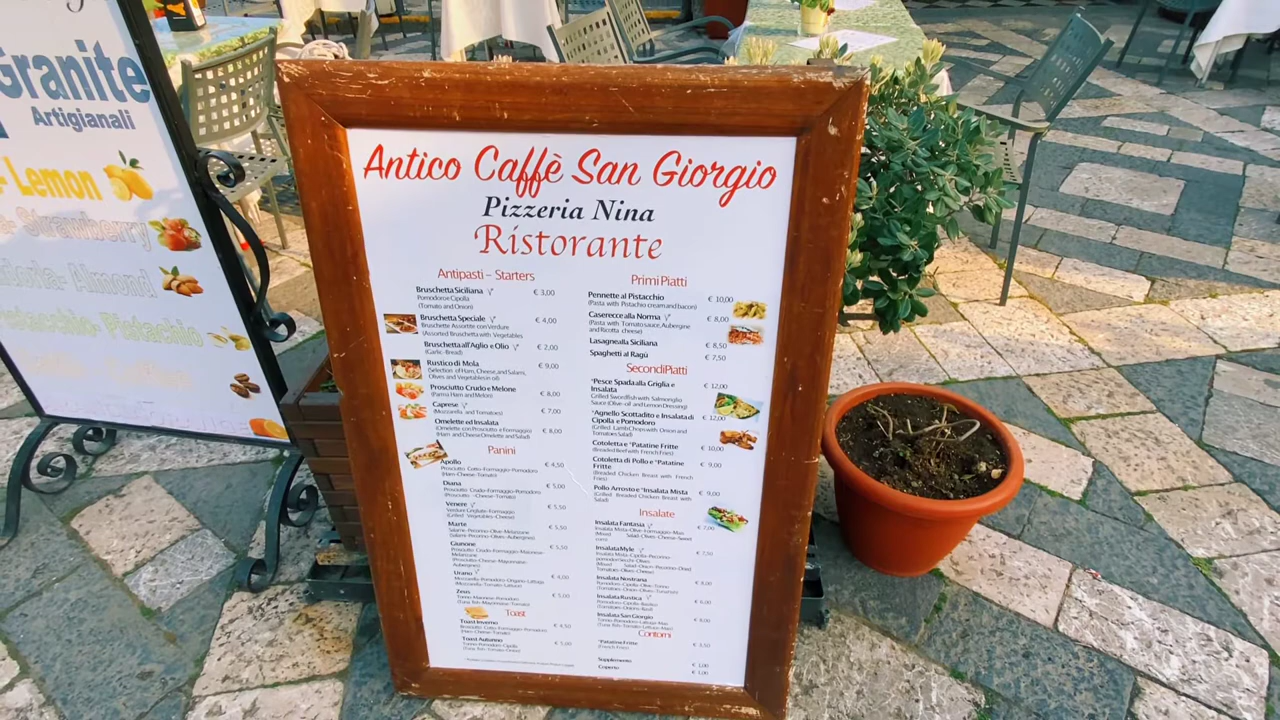 Granite
Artigianali
Lemon
Strawberry
Almond
Antico Caffè San Giorgio
Pizzeria Nina
Ristorante
Antipasti - Starters
Bruschetta Siciliana € 3,00
Pomodoro e Cipolla
(Tomato and Onion)
Bruschetta Speciale € 4,00
Bruschette Assortite con Verdure
(Assorted Bruschetta with Vegetables
Bruschetta all'Aglio e Olio € 2,00
(Garlic-Bread)
Rustico di Mola € 9,00
(Selection of Ham, Cheese, and Salami,
Olives and Vegetables in oil)
Prosciutto Crudo e Melone € 8,00
(Parma Ham and Melon)
Caprese € 7,00
(Mozzarella and Tomatoes)
Omelette ed Insalata € 8,00
(Omelette con Prosciutto e Formaggio
(Ham and Cheese Omelette and Salad)
Panini
Apollo € 4,50
Prosciutto Cotto-Formaggio-Pomodoro
(Ham-Cheese-Tomato)
Diana € 5,00
Prosciutto Crudo-Formaggio-Pomodoro
(Prosciutto -Cheese-Tomato)
Venere € 5,50
Verdure Grigliate-Formaggio
(Grilled Vegetables-Cheese)
Marte € 5,50
Salame-Pecorino-Olive-Melanzane
(Salami-Pecorino-Olives-Aubergines)
Giunone € 5,50
Prosciutto Crudo-Formaggio-Maionese-
Melanzane
(Prosciutto-Cheese-Mayonnaise-
Aubergine)
Urano € 4,00
Mozzarella-Pomodoro-Origano-Lattuga
(Mozzarella-Tomato-Lettuce)
Zeus € 5,00
Tonno-Maionese-Pomodoro
(Tuna fish-Mayonnaise-Tomato)
Toast
Toast Inverno € 4,50
Prosciutto Cotto-Formaggio-Pomodoro
(Ham-Cheese-Tomato)
Toast Autunno € 5,00
Tonno-Pomodoro-Cipolla
(Tuna fish-Tomato-Onion)
Primi Piatti
Pennette al Pistacchio € 10,00
(Pasta with Pistachio cream and bacon)
Caserecce alla Norma € 8,00
(Pasta with Tomato sauce, Aubergine
and Ricotta cheese)
Lasagne alla Siciliana € 8,50
Spaghetti al Ragù € 7,50
Secondi Piatti
*Pesce Spada alla Griglia e € 12,00
Insalata
Grilled Swordfish with Salmoriglio
Sauce (Olive-oil and Lemon Dressing)
*Agnello Scottadito e Insalata di € 12,00
Cipolla e Pomodoro
(Grilled Lamb Chops with Onion and
Tomatoes Salad)
Cotoletta e *Patatine Fritte € 10,00
(Breaded Beef with French Fries)
Cotoletta di Pollo e *Patatine € 9,00
Fritte
(Breaded Chicken Breast with French
Fries)
Pollo Arrosto e *Insalata Mista € 9,00
(Grilled Breaded Chicken Breast with
Salad)
Insalate
Insalata Fantasia € 7,00
Insalata Mista-Olive-Formaggio-Mais
(Mixed Salad-Olives-Cheese-Sweet
corn)
Insalata Myle € 7,50
Insalata Mista-Cipolla-Pecorino-
pomodori Secchi-Olives
(Mixed Salad-Onion-Pecorino-Dried
Tomatoes-Olives-Cheese)
Insalata Nostrana € 8,00
Pomodoro-Cipolla-Olive-Tonno
(Tomatoes-Onion-Olives-Tunafish)
Insalata Rustica € 6,00
Pomodoro-Cipolla-Basilico
(Tomatoes-Onions-Basil)
Insalata San Giorgio € 8,00
Tonno-Pomodoro-Lattuga-Mais
Contorni
*Patatine Fritte € 3,50
(French Fries)
Supplemento € 1,00
Coperto € 1,00